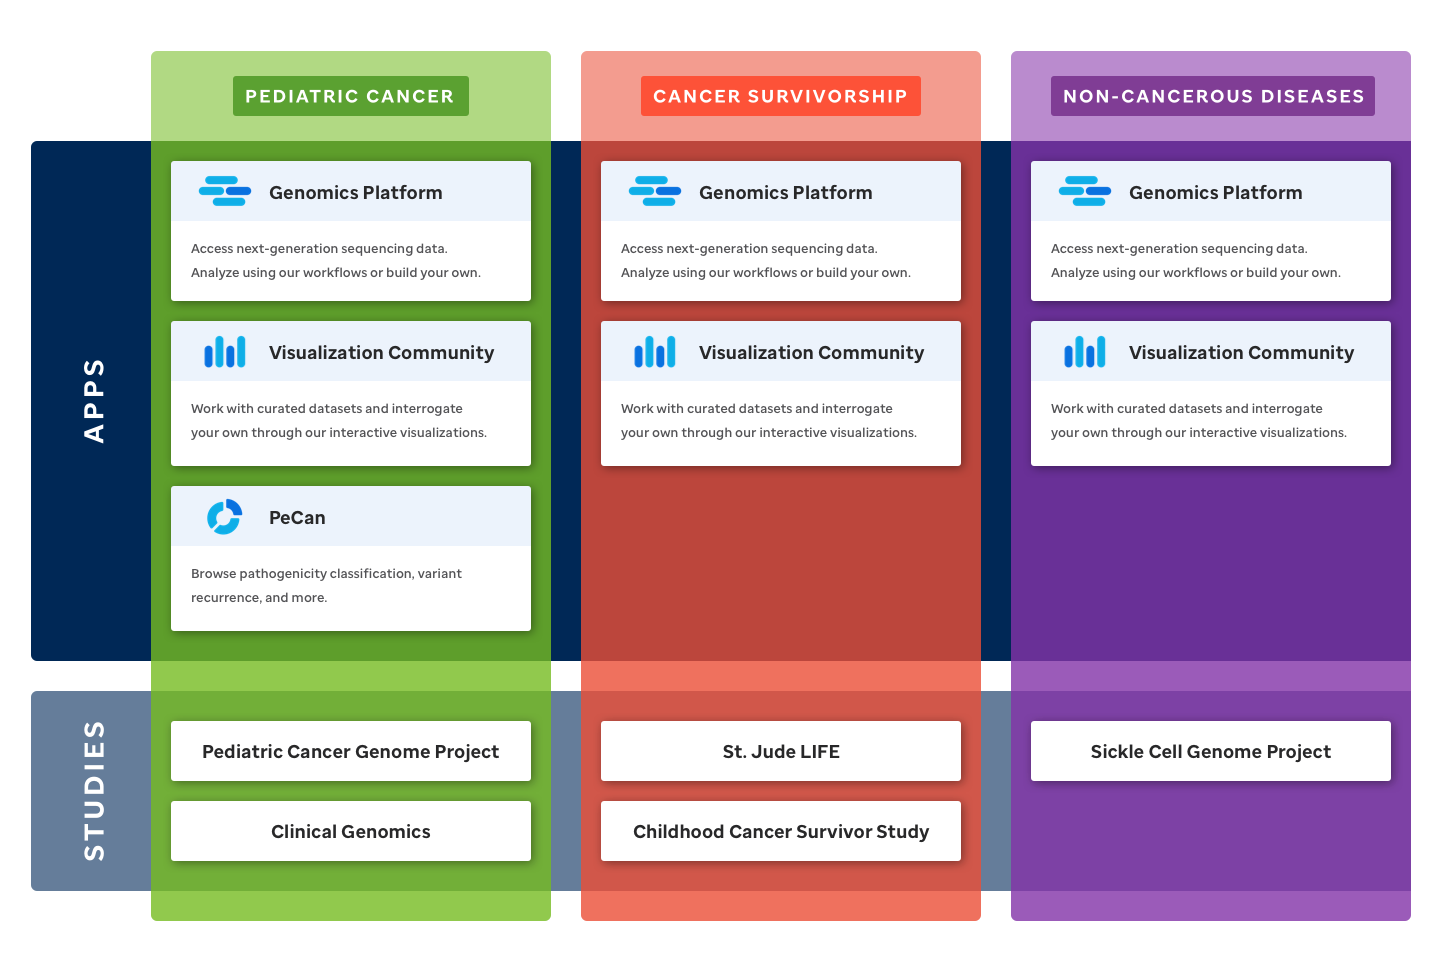 PEDIATRIC CANCER
CANCER SURVIVORSHIP
NON-CANCEROUS DISEASES
APPS
Genomics Platform
Access next-generation sequencing data.
Analyze using our workflows or build your own.
Genomics Platform
Access next-generation sequencing data.
Analyze using our workflows or build your own.
Genomics Platform
Access next-generation sequencing data.
Analyze using our workflows or build your own.
Visualization Community
Work with curated datasets and interrogate
your own through our interactive visualizations.
Visualization Community
Work with curated datasets and interrogate
your own through our interactive visualizations.
Visualization Community
Work with curated datasets and interrogate
your own through our interactive visualizations.
PeCan
Browse pathogenicity classification, variant
recurrence, and more.
STUDIES
Pediatric Cancer Genome Project
St. Jude LIFE
Sickle Cell Genome Project
Clinical Genomics
Childhood Cancer Survivor Study